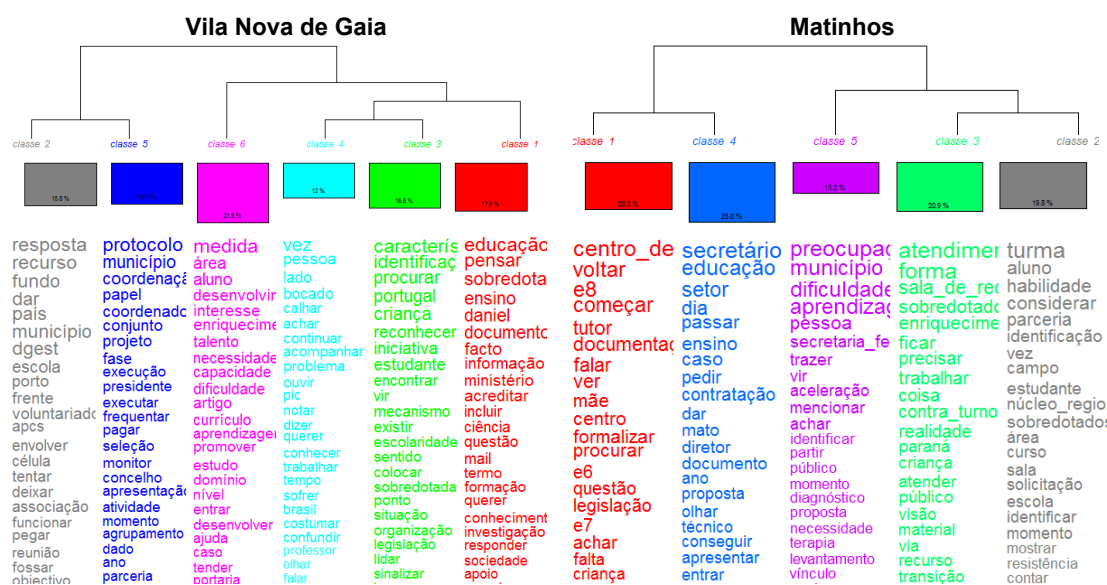 Vila Nova de Gaia
classe 2
classe 5
classe 6
classe 4
classe 3
classe 1
21.9 %
13 %
16.6 %
resposta
recurso
fundo
dar
país
município
dgest
escola
porto
frente
voluntariado
apcs
envolver
célula
tentar
deixar
associação
funcionar
pegar
reunião
fossar
objectivo
protocolo
município
coordenaçã
papel
coordenado
conjunto
projeto
fase
execução
presidente
executar
frequentar
pagar
seleção
monitor
concelho
apresentação
atividade
momento
agrupamento
dado
ano
parceria
medida
área
aluno
desenvolvir
interesse
enriquecime
talento
necessidade
capacidade
dificuldade
artigo
currículo
aprendizagem
promover
estudo
domínio
nível
entrar
desenvolver
ajuda
caso
tender
portaria
vez
pessoa
lado
bocado
calhar
achar
continuar
acompanhar
problema
ouvir
pic
notar
dizer
querer
conhecer
trabalhar
tempo
sofrer
brasil
costumar
confundir
professor
olhar
falar
caracterís
identificaç
procurar
portugal
criança
reconhecer
iniciativa
estudante
encontrar
vir
mecanismo
existir
escolaridade
sentido
colocar
sobredotada
ponto
situação
organização
legislação
lidar
sinalizar
educação
pensar
sobredota
ensino
daniel
documento
facto
informação
ministério
acreditar
incluir
ciência
questão
mail
termo
formação
querer
conheciment
investigação
responder
sociedade
apoio
Matinhos
classe 1
classe 4
classe 5
classe 3
classe 2
20.3 %
25.8 %
13.2 %
20.9 %
19.8 %
centro_de
voltar
e8
começar
tutor
documentaç
falar
ver
mãe
centro
formalizar
procurar
e6
questão
legislação
e7
achar
falta
criança
secretário
educação
setor
dia
passar
ensino
caso
pedir
contratação
dar
mato
diretor
documento
ano
proposta
olhar
técnico
conseguir
apresentar
entrar
preocupaç
município
dificuldade
aprendizag
pessoa
secretaria_fe
trazer
vir
aceleração
mencionar
achar
identificar
partir
público
momento
diagnóstico
proposta
necessidade
terapia
levantamento
vínculo
atendimen
forma
sala_de_rec
sobredotado
enriquecime
ficar
precisar
trabalhar
coisa
contra_turno
realidade
paraná
criança
atender
público
visão
material
via
recurso
transição
turma
aluno
habilidade
considerar
parceria
identificação
vez
campo
estudante
núcleo_regio
sobredotados
área
curso
sala
solicitação
escola
identificar
momento
mostrar
resistência
contar